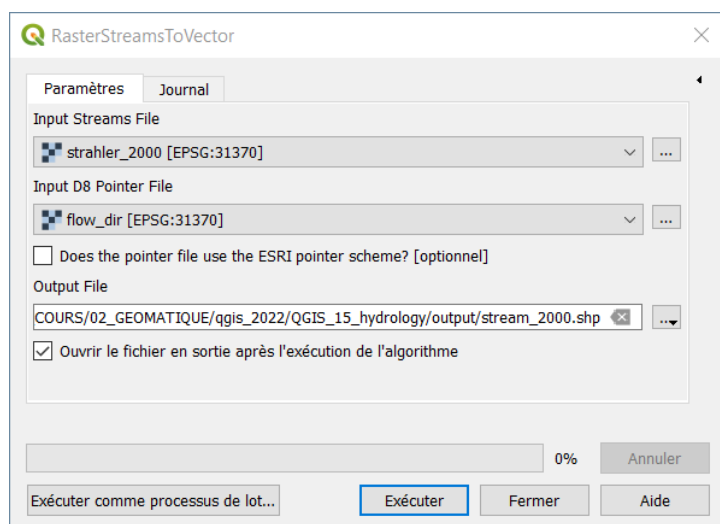 RasterStreamsToVector
Paramètres Journal
Input Streams File
strahler_2000 [EPSG:31370]
...
Input D8 Pointer File
flow_dir [EPSG:31370]
...
Does the pointer file use the ESRI pointer scheme? [optionnel]
Output File
COURS/02_GEOMATIQUE/qgis_2022/QGIS_15_hydrology/output/stream_2000.shp
...
Ouvrir le fichier en sortie après l'exécution de l'algorithme
0% Annuler
Exécuter comme processus de lot... Exécuter Fermer Aide